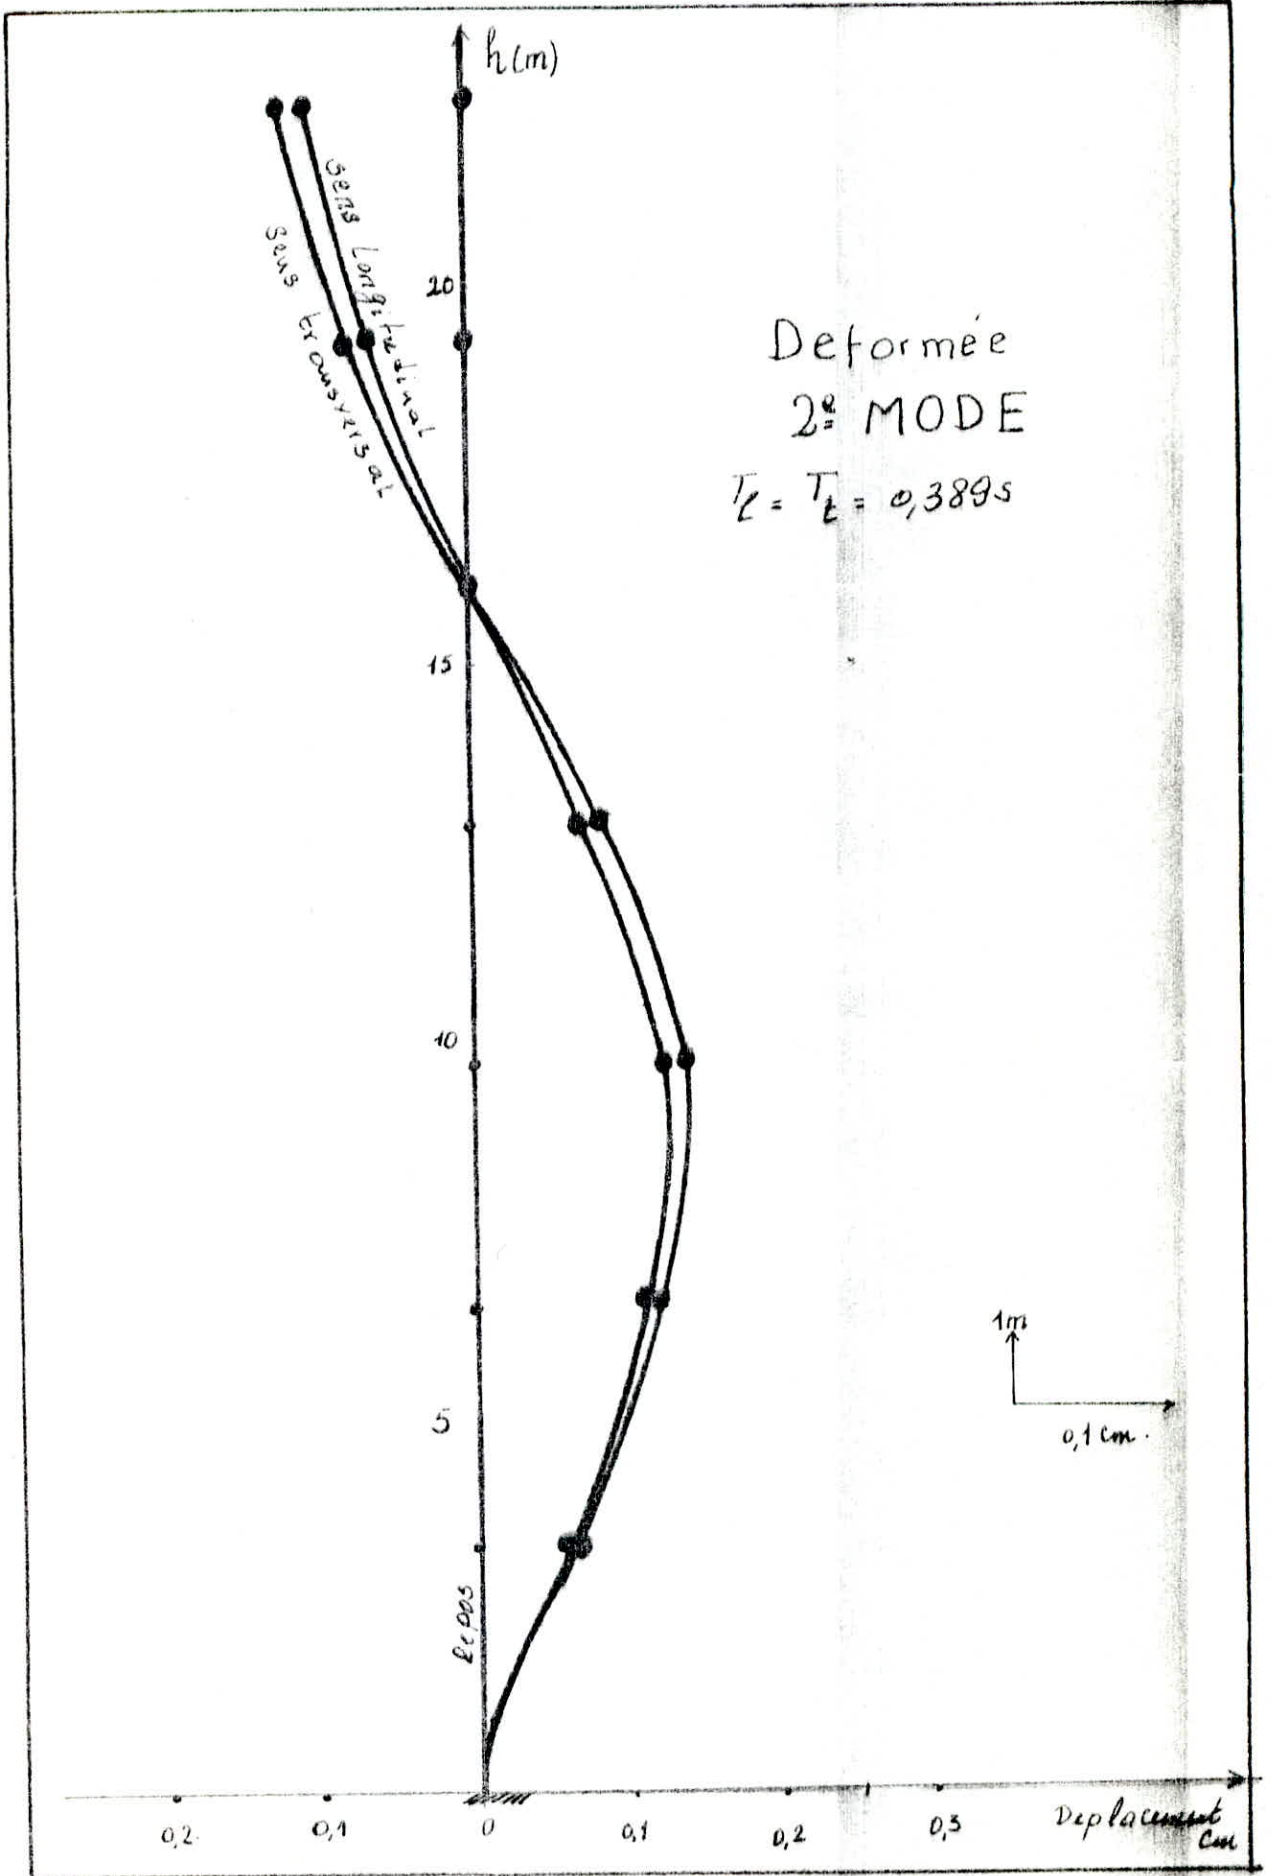 h(m)
Sens Longitudinal
Sens transversal
20
Deformée
2e MODE
Tl = Tt = 0,389s
15
10
1m
0,1 cm.
5
Repos
0,2 0,1 0 0,1 0,2 0,3
Deplacement
Cm